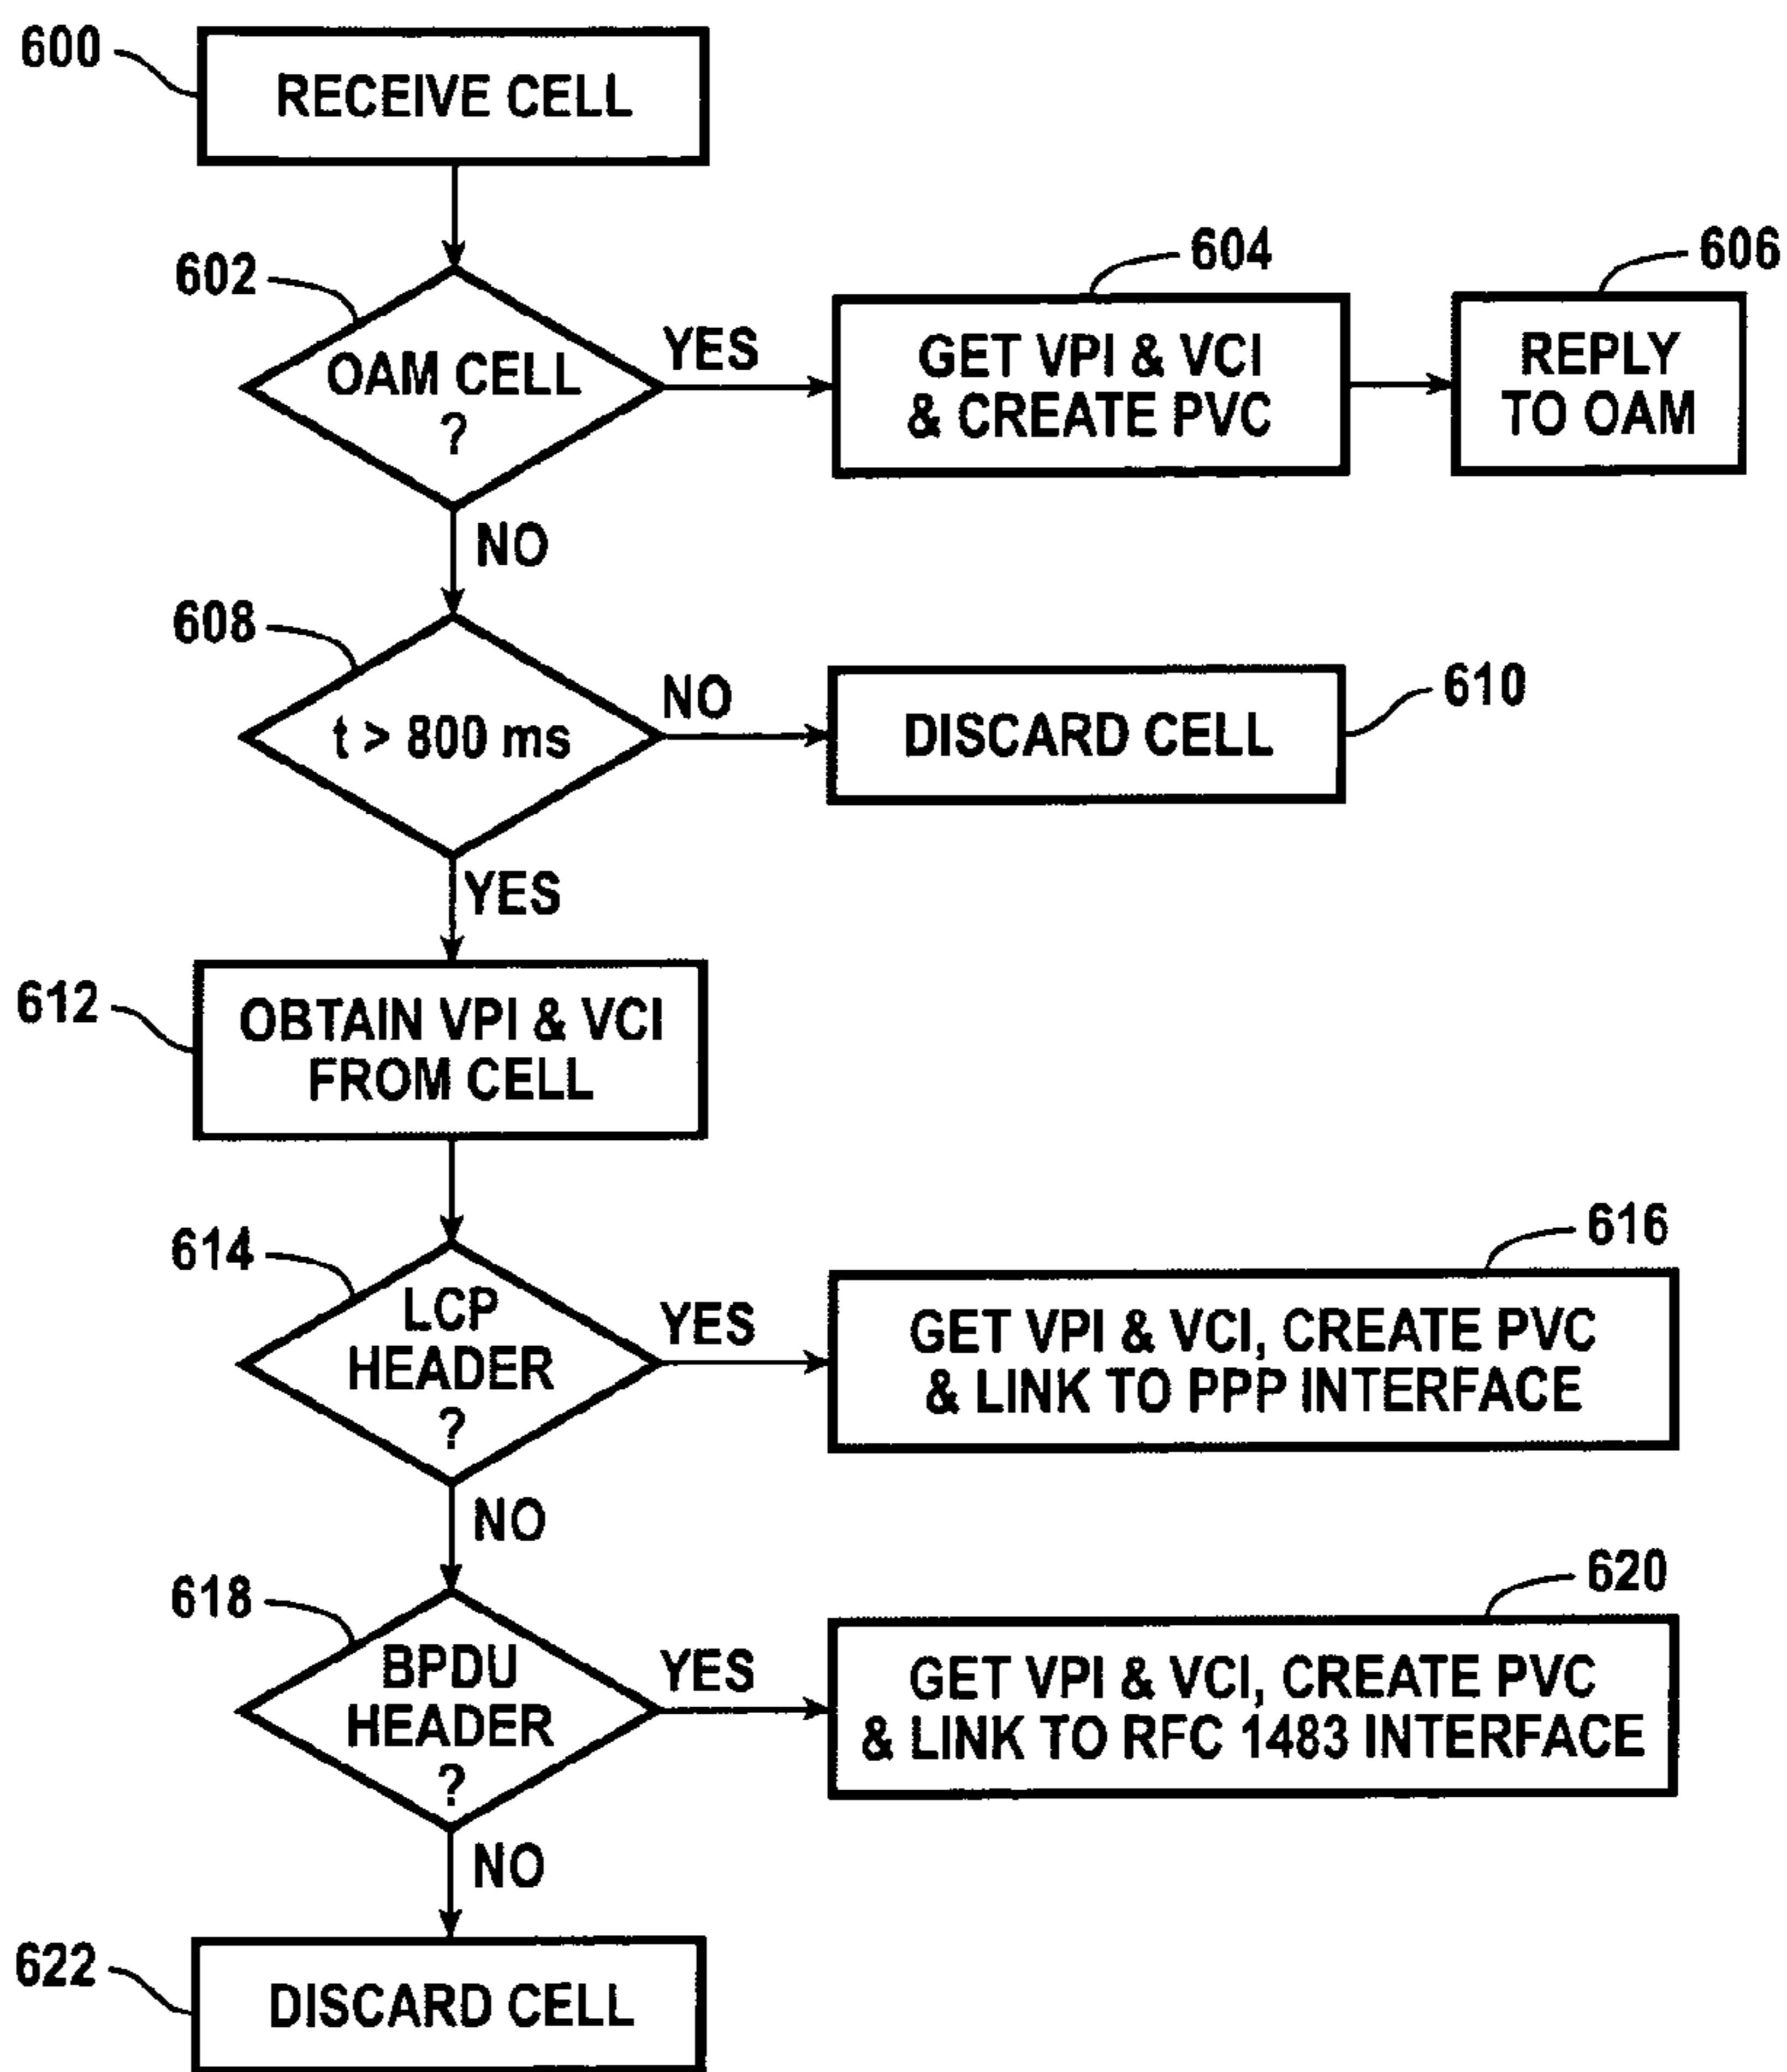 600
RECEIVE CELL
602
OAM CELL
?
YES
604
GET VPI & VCI
& CREATE PVC
606
REPLY
TO OAM
NO
608
t > 800 ms
NO
DISCARD CELL
610
YES
612
OBTAIN VPI & VCI
FROM CELL
614
LCP
HEADER
?
YES
616
GET VPI & VCI, CREATE PVC
& LINK TO PPP INTERFACE
NO
618
BPDU
HEADER
?
YES
620
GET VPI & VCI, CREATE PVC
& LINK TO RFC 1483 INTERFACE
NO
622
DISCARD CELL